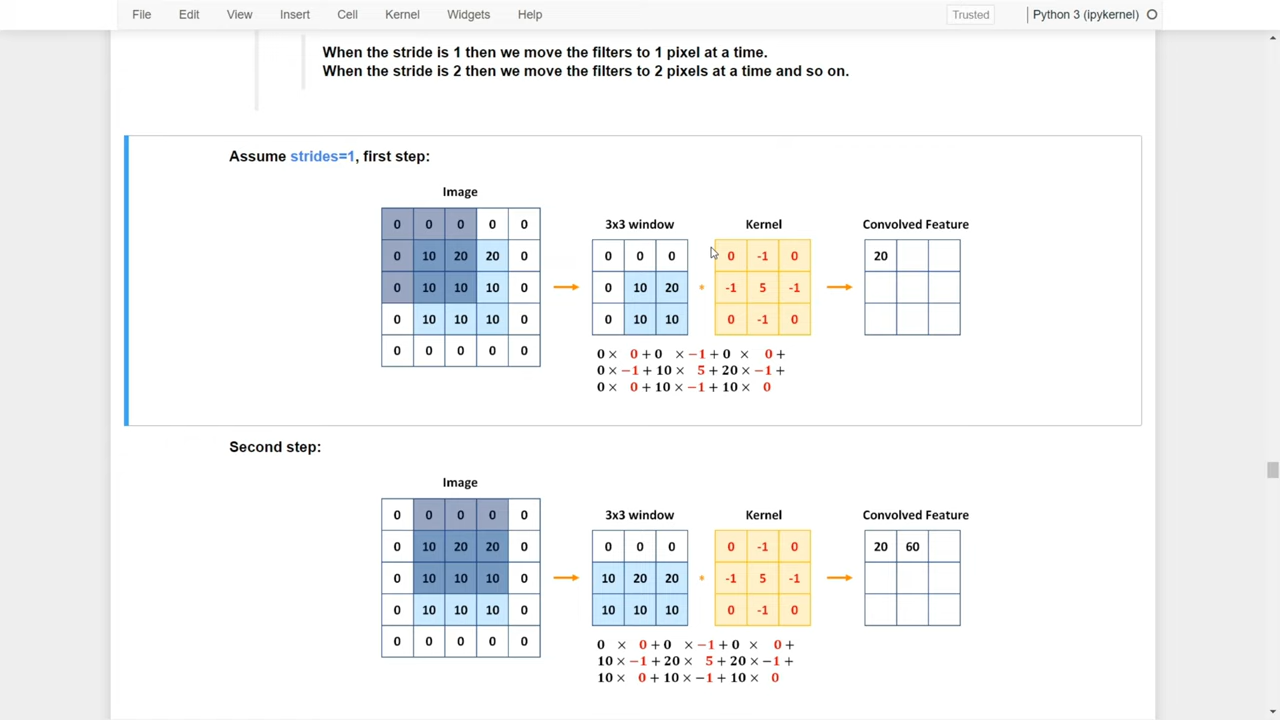 File Edit View Insert Cell Kernel Widgets Help Trusted Python 3 (ipykernel)
When the stride is 1 then we move the filters to 1 pixel at a time.
When the stride is 2 then we move the filters to 2 pixels at a time and so on.
Assume strides=1, first step:
Image
3x3 window Kernel Convolved Feature
0 0 0 0 0
0 10 20 20 0
0 10 10 10 0
0 10 10 10 0
0 0 0 0 0
0 0 0
0 10 20
0 10 10
0 -1 0
-1 5 -1
0 -1 0
20
0 × 0 + 0 × −1 + 0 × 0 +
0 × −1 + 10 × 5 + 20 × −1 +
0 × 0 + 10 × −1 + 10 × 0
Second step:
Image
3x3 window Kernel Convolved Feature
0 0 0 0 0
0 10 20 20 0
0 10 10 10 0
0 10 10 10 0
0 0 0 0 0
0 0 0
10 20 20
10 10 10
0 -1 0
-1 5 -1
0 -1 0
20 60
0 × 0 + 0 × −1 + 0 × 0 +
10 × −1 + 20 × 5 + 20 × −1 +
10 × 0 + 10 × −1 + 10 × 0